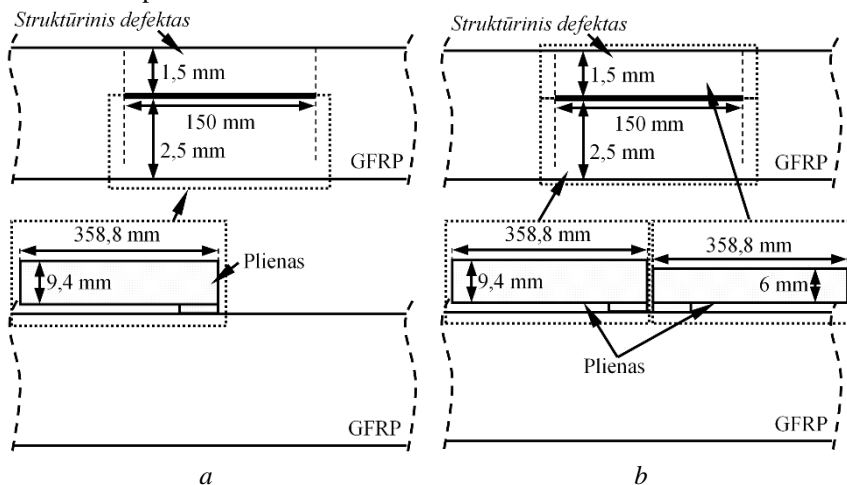 Struktūrinis defektas
1,5 mm
150 mm
2,5 mm
GFRP
358,8 mm
9,4 mm
Plienas
GFRP
a
Struktūrinis defektas
1,5 mm
150 mm
2,5 mm
GFRP
358,8 mm
358,8 mm
9,4 mm
6 mm
Plienas
GFRP
b